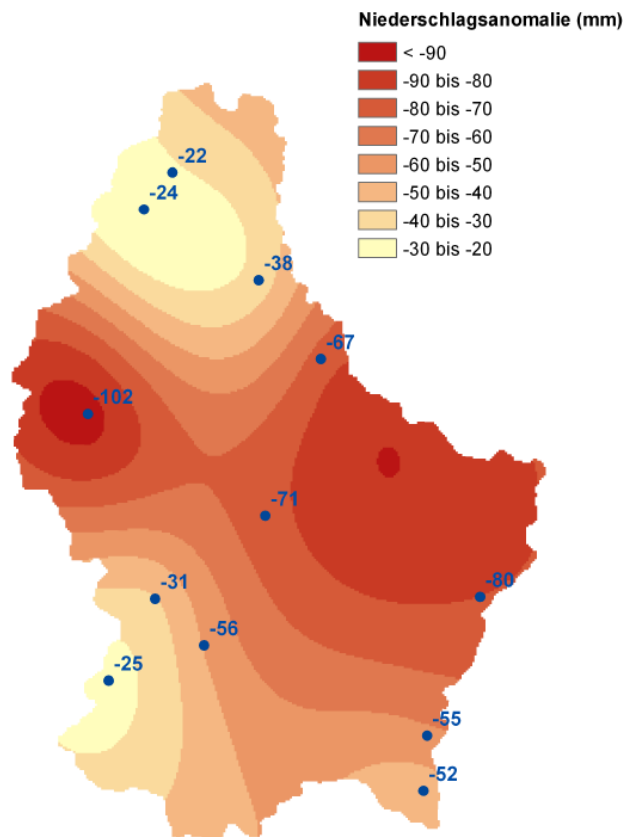 Niederschlagsanomalie (mm)
< -90
-90 bis -80
-80 bis -70
-70 bis -60
-60 bis -50
-50 bis -40
-40 bis -30
-30 bis -20
-22
-24
-38
-67
-102
-71
-80
-31
-56
-25
-55
-52